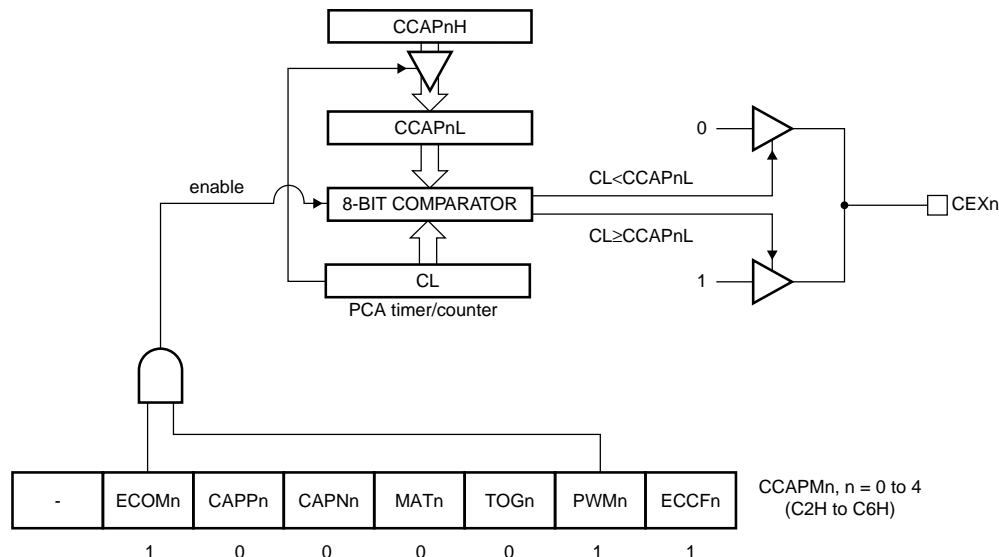 CCAPnH
CCAPnL
0
CL<CCAPnL
enable
8-BIT COMPARATOR
CEXn
CL≥CCAPnL
CL
1
PCA timer/counter
- ECOMn CAPPn CAPNn MATn TOGn PWMn ECCFn
CCAPMn, n = 0 to 4
(C2H to C6H)
1 0 0 0 0 1 1